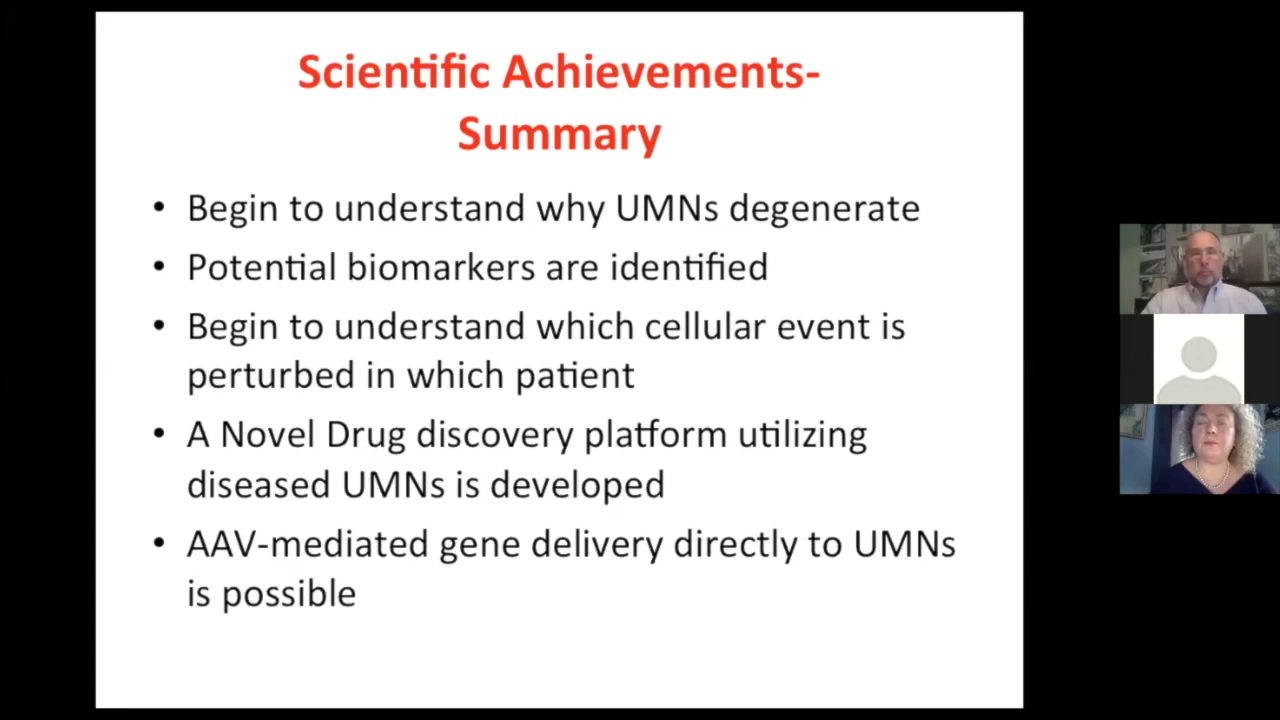 Scientific Achievements-
Summary
• Begin to understand why UMNs degenerate
• Potential biomarkers are identified
• Begin to understand which cellular event is
perturbed in which patient
• A Novel Drug discovery platform utilizing
diseased UMNs is developed
• AAV-mediated gene delivery directly to UMNs
is possible